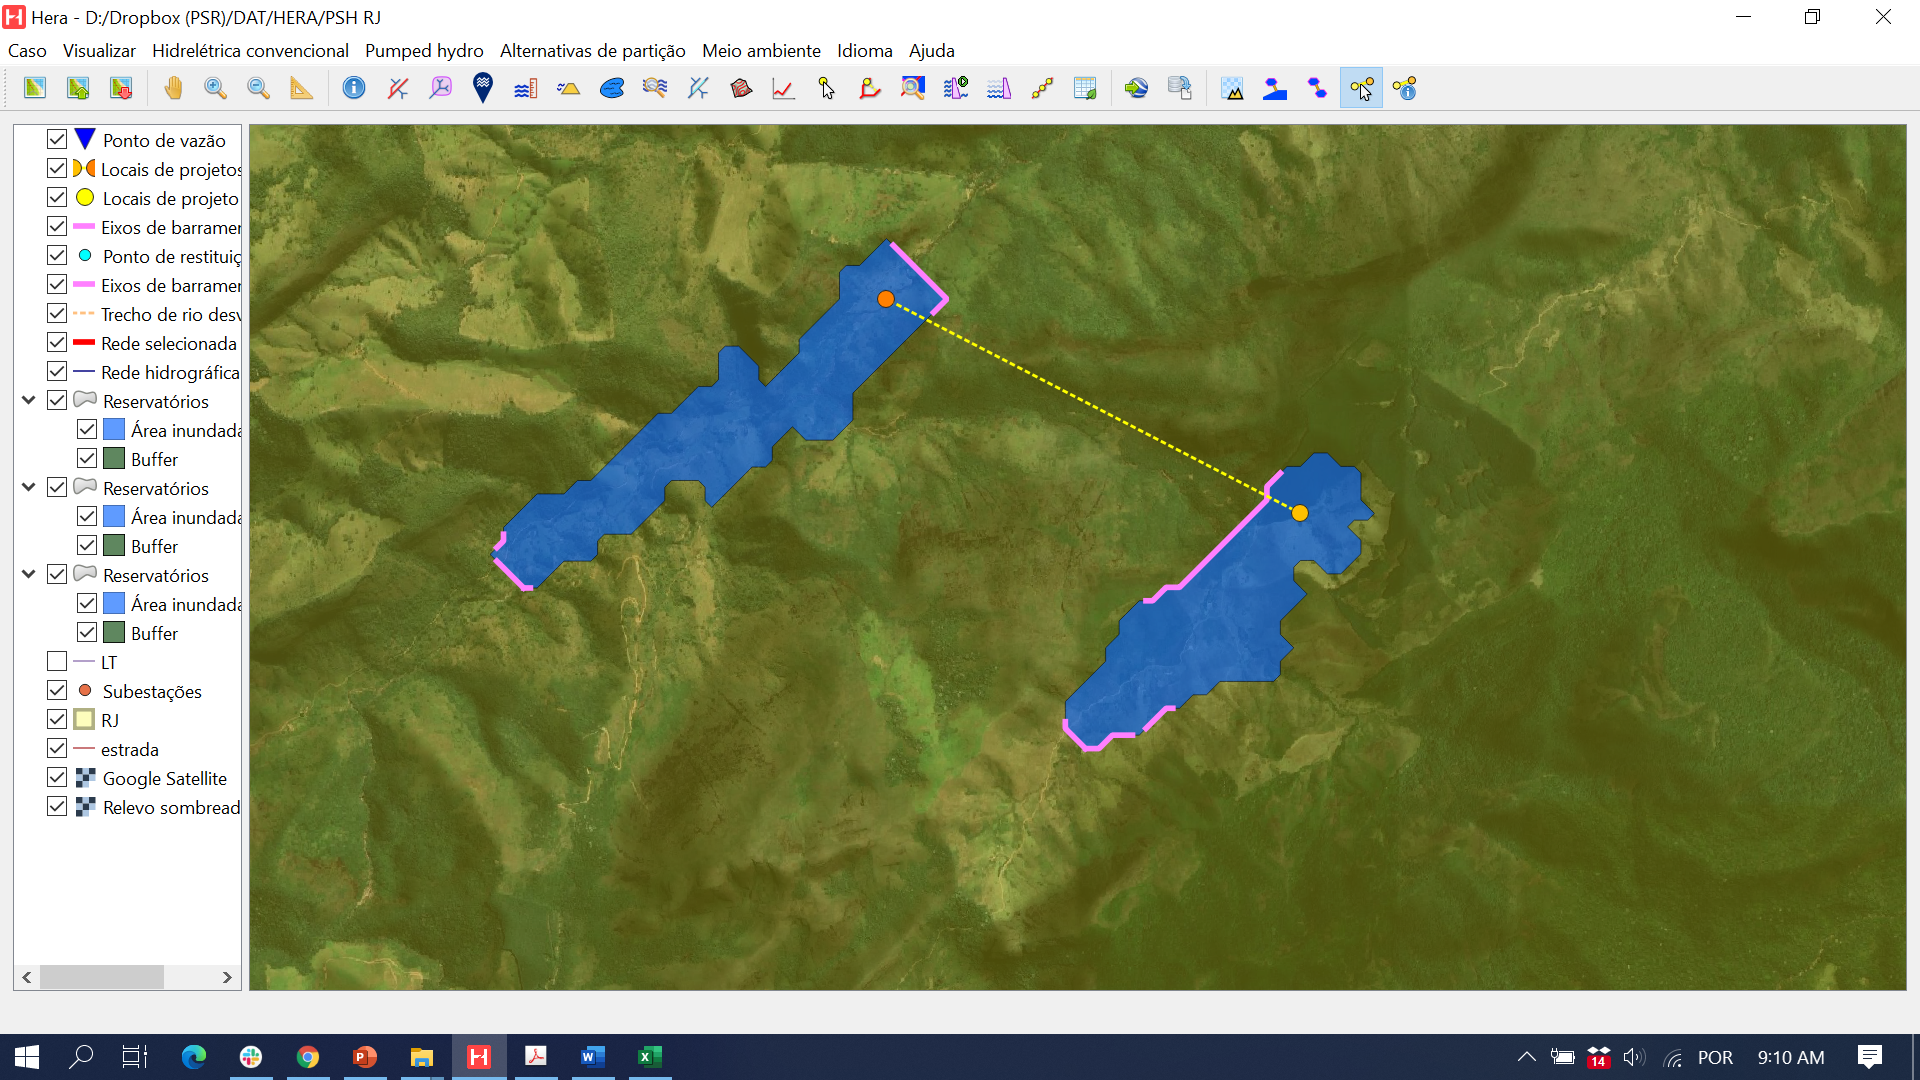 Hera - D:/Dropbox (PSR)/DAT/HERA/PSH RJ
Caso Visualizar Hidrelétrica convencional Pumped hydro Alternativas de partição Meio ambiente Idioma Ajuda
Ponto de vazão
Locais de projetos
Locais de projeto
Eixos de barramer
Ponto de restituiç
Eixos de barramer
Trecho de rio desv
Rede selecionada
Rede hidrográfica
Reservatórios
Área inundada
Buffer
Reservatórios
Área inundada
Buffer
Reservatórios
Área inundada
Buffer
LT
Subestações
RJ
estrada
Google Satellite
Relevo sombread
14 POR 9:10 AM